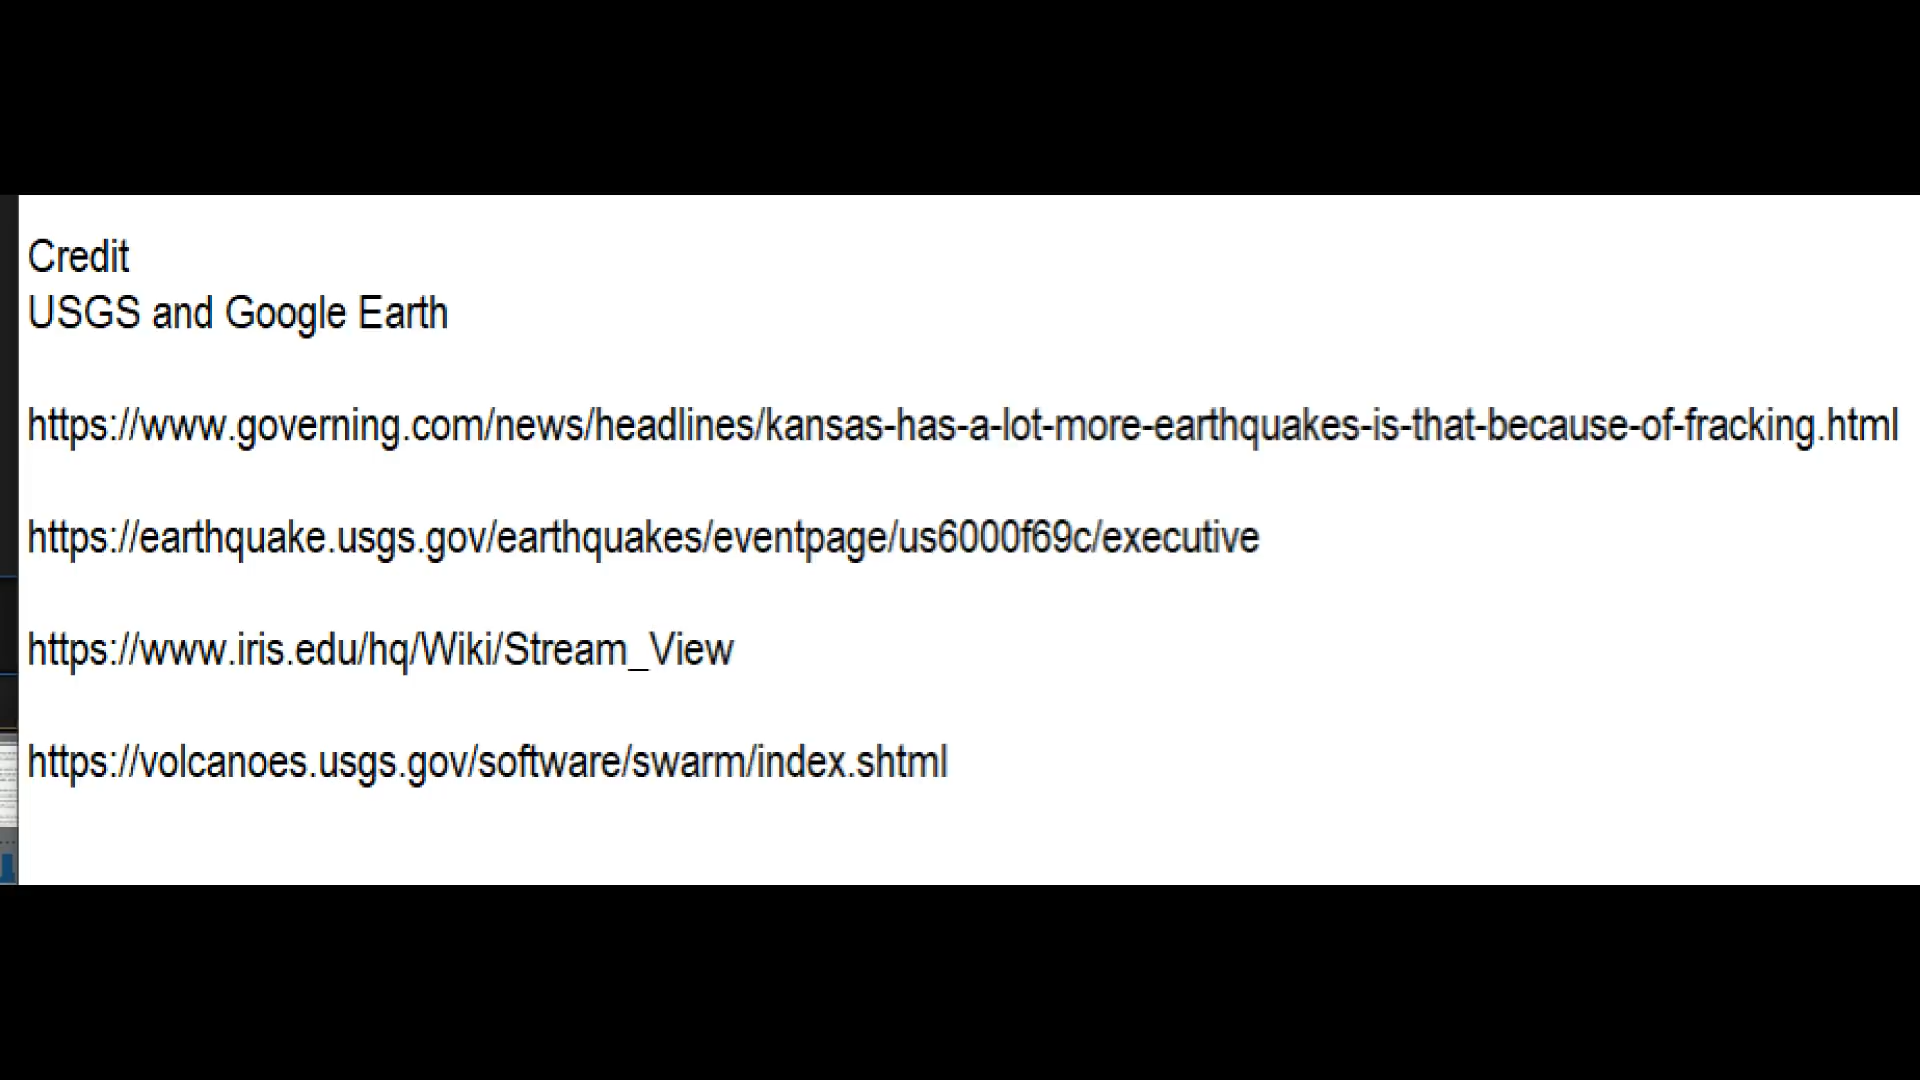 Credit
USGS and Google Earth
https://www.governing.com/news/headlines/kansas-has-a-lot-more-earthquakes-is-that-because-of-fracking.html
https://earthquake.usgs.gov/earthquakes/eventpage/us6000f69c/executive
https://www.iris.edu/hq/Wiki/Stream_View
https://volcanoes.usgs.gov/software/swarm/index.shtml